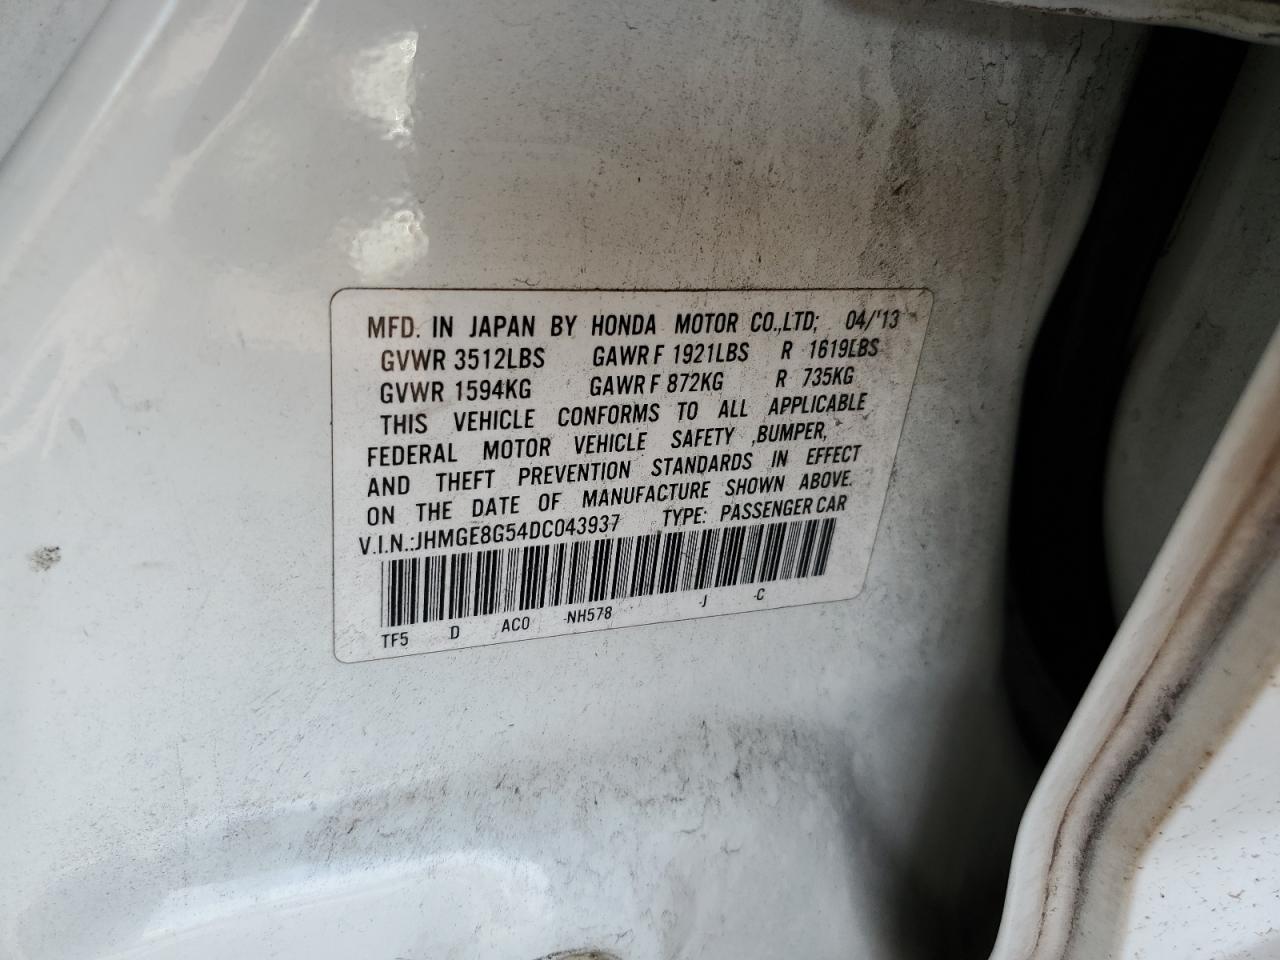 MFD. IN JAPAN BY HONDA MOTOR CO.,LTD; 04/'13
GVWR 3512LBS GAWR F 1921LBS R 1619LBS
GVWR 1594KG GAWR F 872KG R 735KG
THIS VEHICLE CONFORMS TO ALL APPLICABLE
FEDERAL MOTOR VEHICLE SAFETY ,BUMPER,
AND THEFT PREVENTION STANDARDS IN EFFECT
ON THE DATE OF MANUFACTURE SHOWN ABOVE.
V.I.N.:JHMGE8G54DC043937 TYPE: PASSENGER CAR
TF5 D AC0 -NH578 -J -C